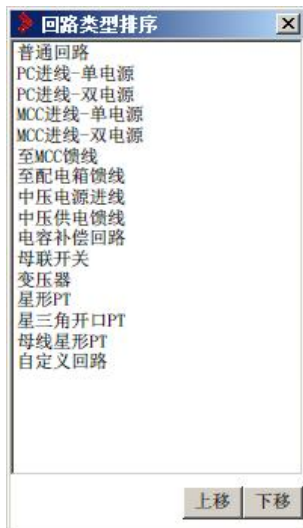 回路类型排序
普通回路
PC进线-单电源
PC进线-双电源
MCC进线-单电源
MCC进线-双电源
至MCC馈线
至配电箱馈线
中压电源进线
中压供电馈线
电容补偿回路
母联开关
变压器
星形PT
星三角开口PT
母线星形PT
自定义回路
上移 下移